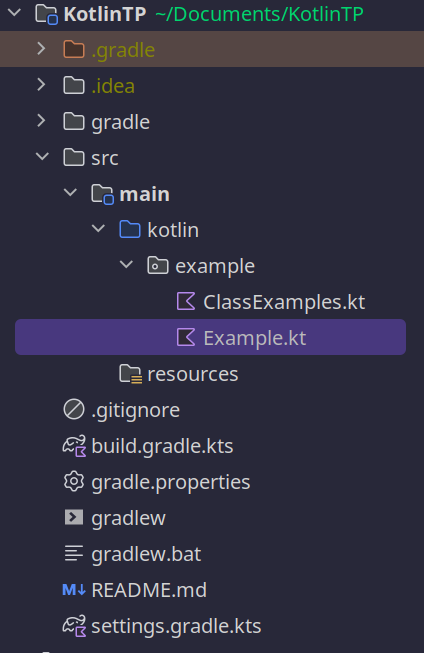 KotlinTP ~/Documents/KotlinTP
.gradle
.idea
gradle
src
main
kotlin
example
ClassExamples.kt
Example.kt
resources
.gitignore
build.gradle.kts
gradle.properties
gradlew
gradlew.bat
M↓ README.md
settings.gradle.kts